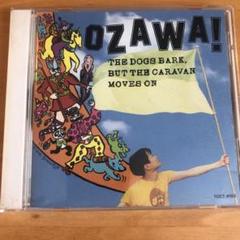 OZAWA!
THE DOGS BARK,
BUT THE CARAVAN
MOVES ON